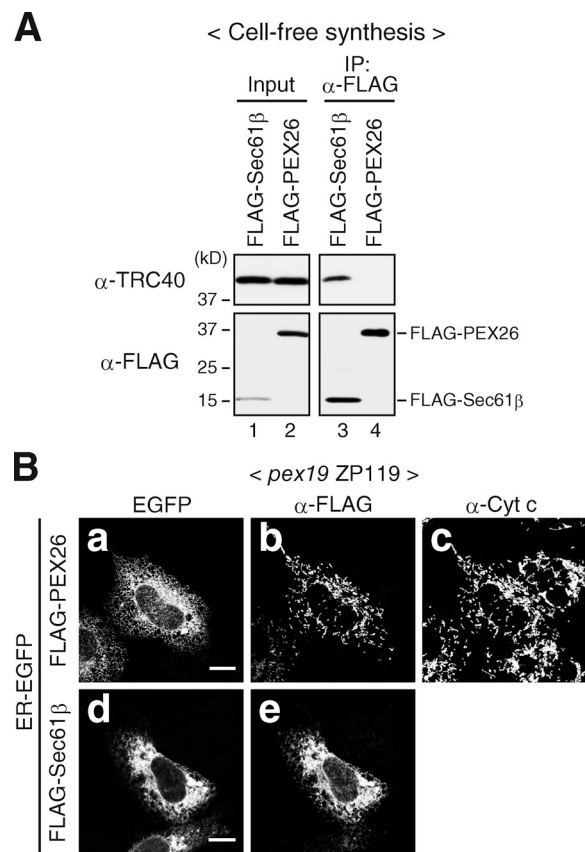 A
< Cell-free synthesis >
Input
IP:
α-FLAG
FLAG-Sec61β
FLAG-PEX26
FLAG-Sec61β
FLAG-PEX26
(kD)
α-TRC40
37
α-FLAG
37
25
15
FLAG-PEX26
FLAG-Sec61β
1 2 3 4
B
< pex19 ZP119 >
EGFP α-FLAG α-Cyt c
ER-EGFP
FLAG-PEX26
a b c
FLAG-Sec61β
d e